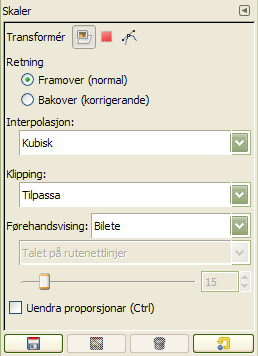 Skaler
Transformér
Retning
Framover (normal)
Bakover (korrigerande)
Interpolasjon:
Kubisk
Klipping:
Tilpassa
Førehandsvising: Bilete
Talet på rutenettlinjer
15
Uendra proporsjonar (Ctrl)